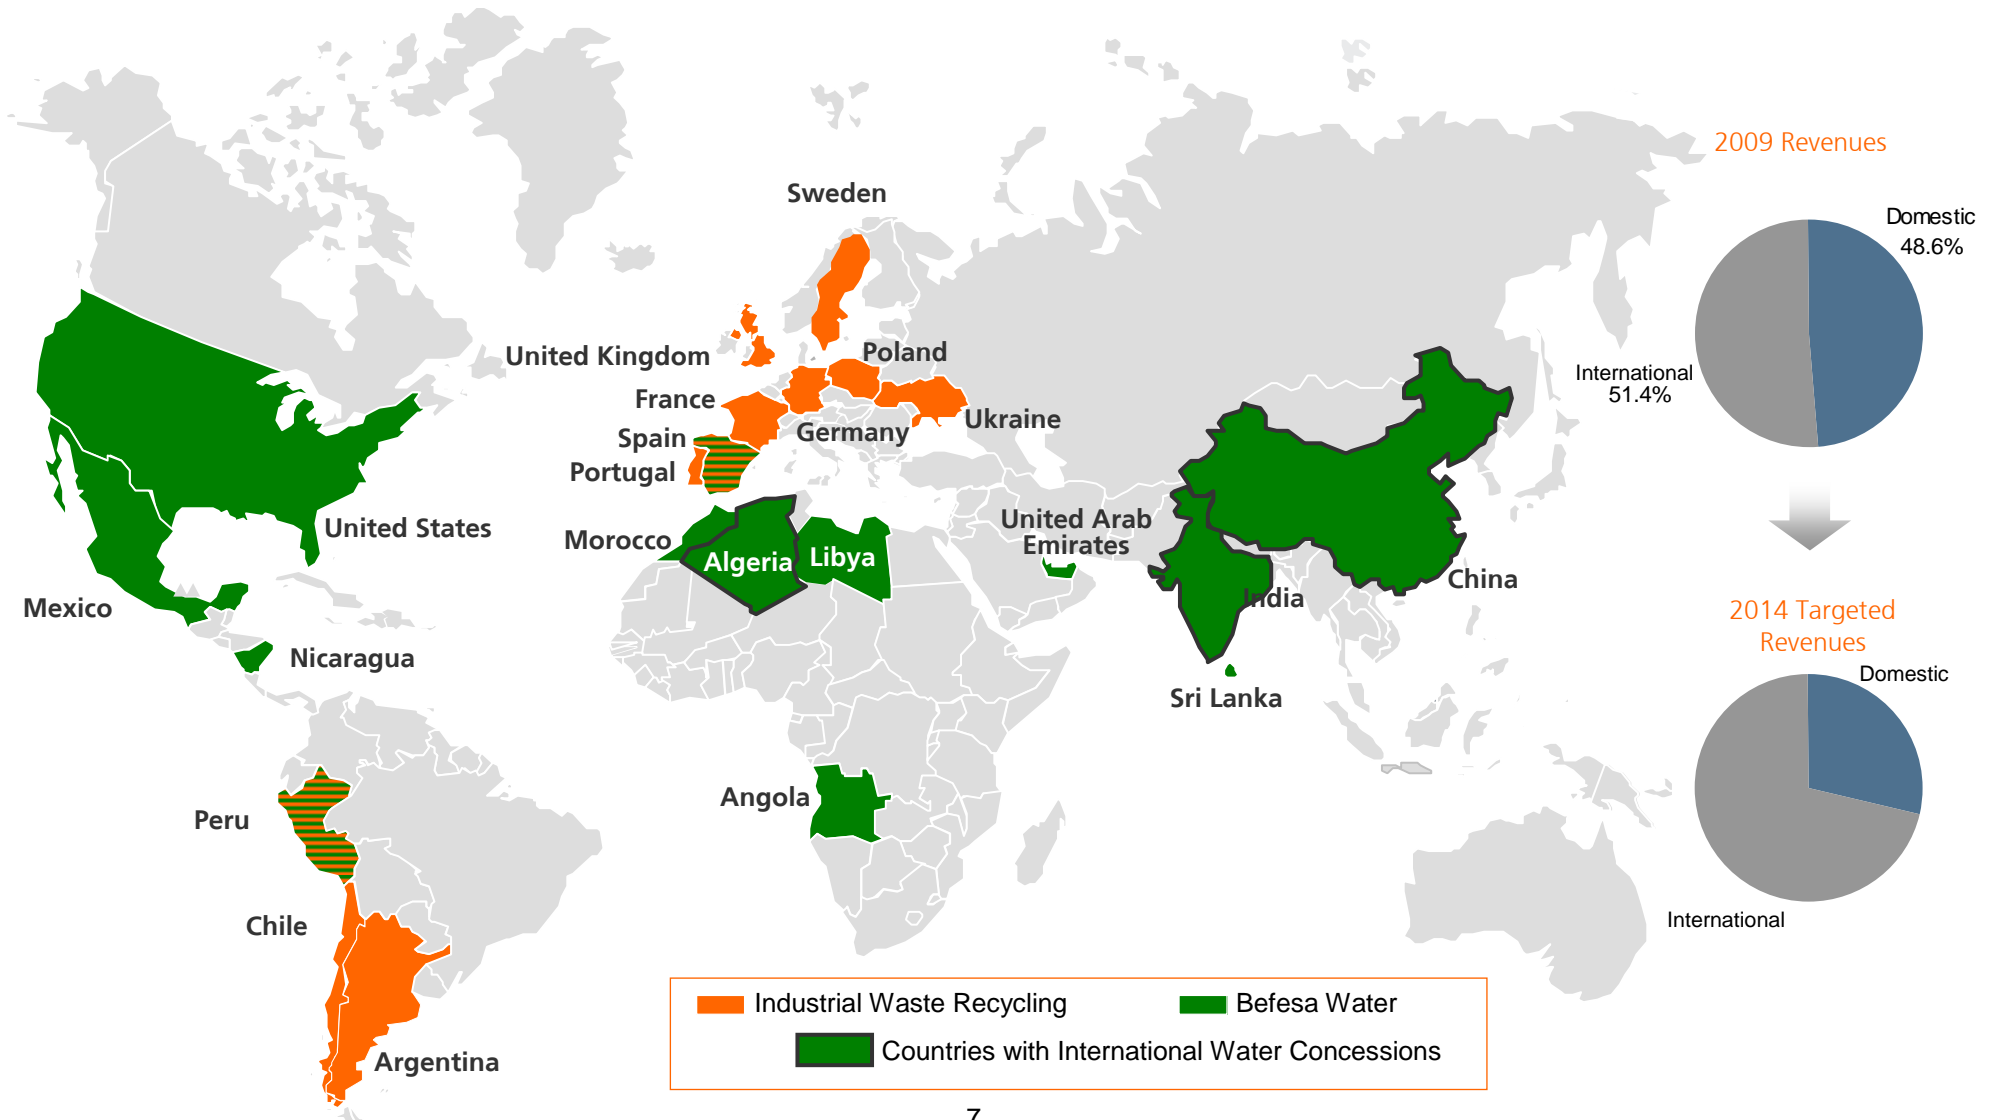 2009 Revenues
Sweden
Domestic
48.6%
United Kingdom
Poland
International
51.4%
France
Ukraine
Spain
Germany
Portugal
United States
United Arab
Emirates
Morocco
Algeria
Libya
China
India
Mexico
2014 Targeted
Revenues
Nicaragua
Domestic
Sri Lanka
Angola
Peru
Chile
International
Industrial Waste Recycling
Befesa Water
Countries with International Water Concessions
Argentina
7